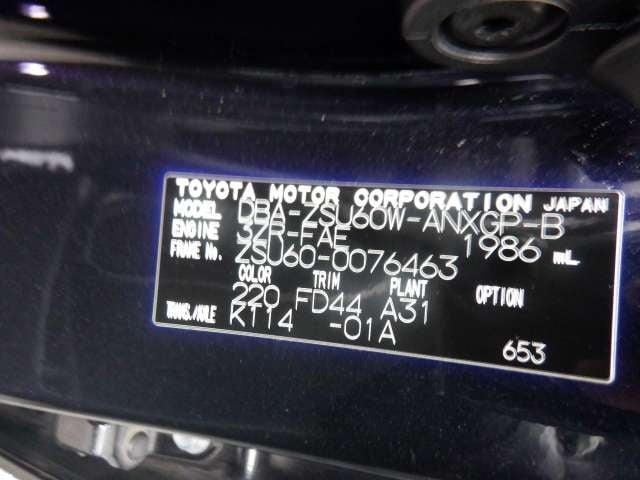 TOYOTA MOTOR CORPORATION JAPAN
MODEL DBA-ZSU60W-ANXGP-B
ENGINE 3ZR-FAE 1986 mL
FRAME No. ZSU60-0076463
COLOR TRIM PLANT OPTION
220 FD44 A31
TRANS./AXLE K114 -01A
653